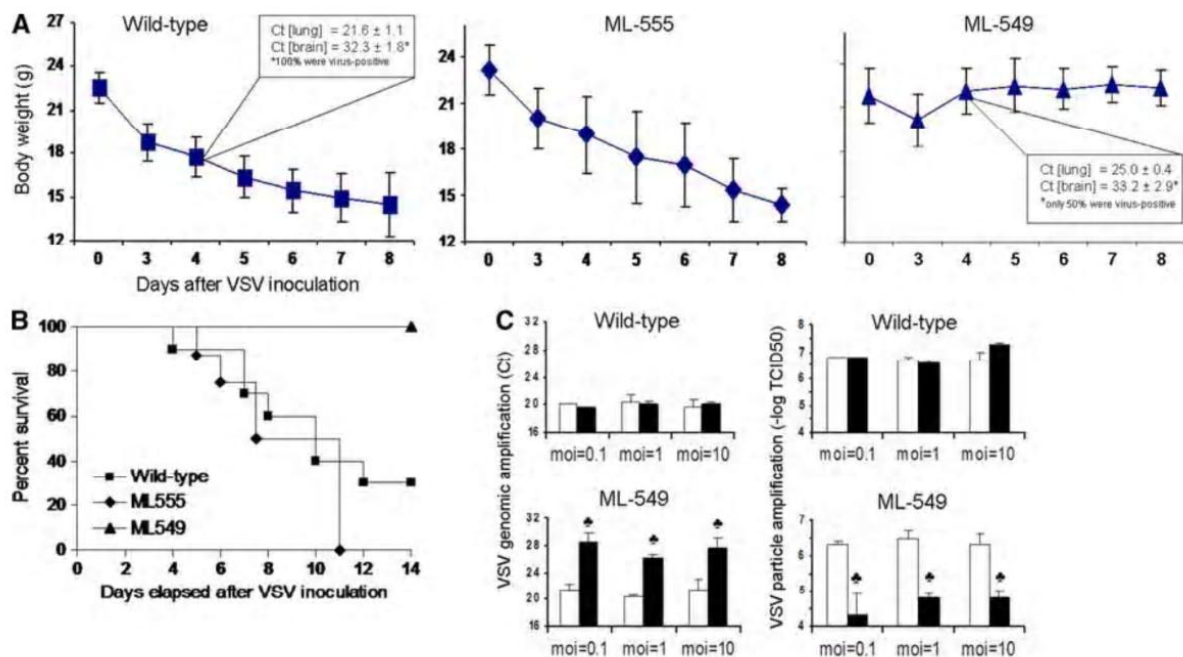 A
Wild-type
Body weight (g)
27
24
21
18
15
12
Ct [lung] = 21.6 ± 1.1
Ct [brain] = 32.3 ± 1.8*
*100% were virus-positive
0 3 4 5 6 7 8
Days after VSV inoculation
ML-555
24
21
18
15
12
0 3 4 5 6 7 8
ML-549
Ct [lung] = 25.0 ± 0.4
Ct [brain] = 33.2 ± 2.9*
*only 50% were virus-positive
0 3 4 5 6 7 8
B
Percent survival
100
80
60
40
20
0
Wild-type
ML555
ML549
0 2 4 6 8 10 12 14
Days elapsed after VSV inoculation
C
VSV genomic amplification (Ct)
Wild-type
32
28
24
20
16
moi=0.1 moi=1 moi=10
ML-549
32
28
24
20
16
♣ ♣ ♣
moi=0.1 moi=1 moi=10
VSV particle amplification (-log TCID50)
Wild-type
8
7
6
5
4
moi=0.1 moi=1 moi=10
ML-549
7
6
5
4
♣ ♣ ♣
moi=0.1 moi=1 moi=10